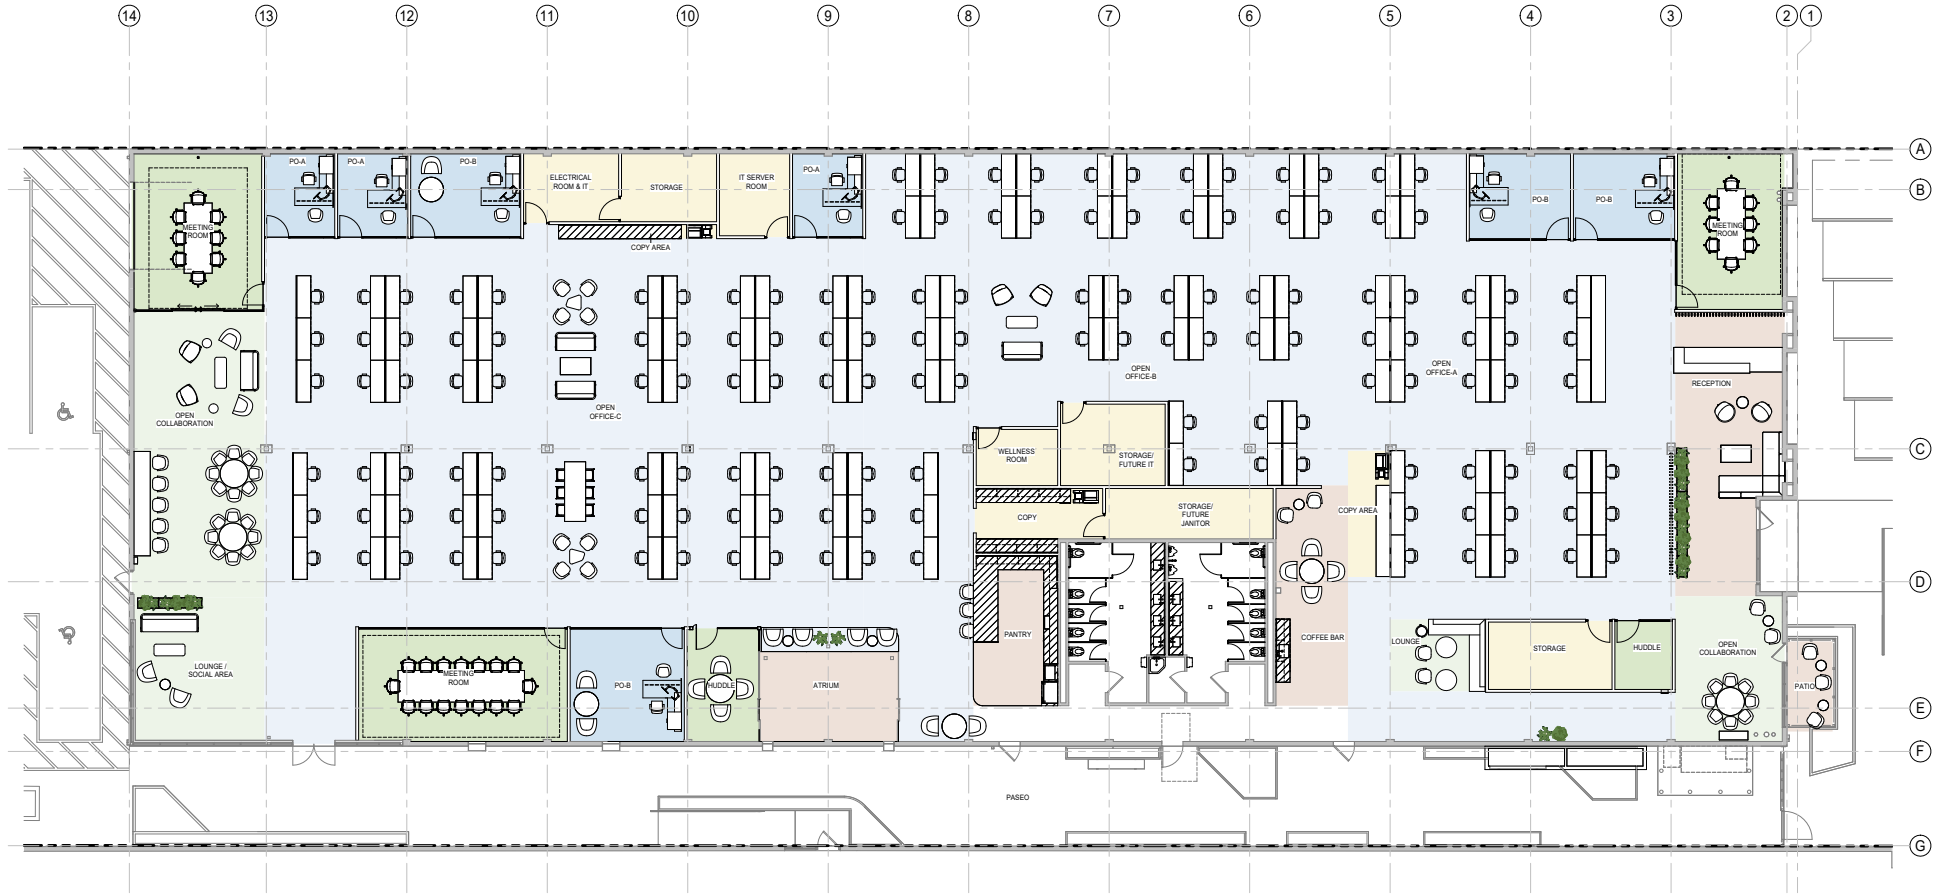 14 13 12 11 10 9 8 7 6 5 4 3 2 1
A
PO-A PO-A PO-B PO-A
ELECTRICAL
ROOM & IT
STORAGE
IT SERVER
ROOM
B
PO-B PO-B
MEETING
ROOM
MEETING
ROOM
COPY AREA
OPEN
OFFICE-B
OPEN
OFFICE-A
RECEPTION
OPEN
OFFICE-C
OPEN
COLLABORATION
C
WELLNESS
ROOM
STORAGE/
FUTURE IT
COPY
STORAGE/
FUTURE
JANITOR
COPY AREA
D
PANTRY
COFFEE BAR
LOUNGE
STORAGE
HUDDLE
OPEN
COLLABORATION
LOUNGE /
SOCIAL AREA
MEETING
ROOM
PO-B
HUDDLE
ATRIUM
PATIO
E
F
PASEO
G